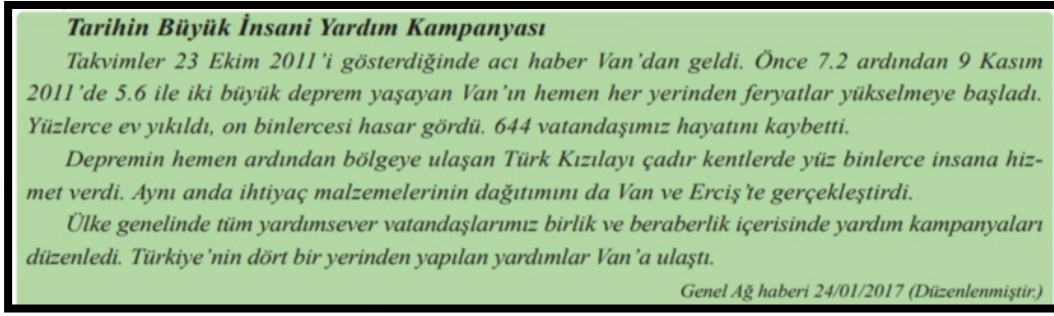 Tarihin Büyük İnsani Yardım Kampanyası
Takvimler 23 Ekim 2011'i gösterdiğinde acı haber Van'dan geldi. Önce 7.2 ardından 9 Kasım
2011'de 5.6 ile iki büyük deprem yaşayan Van'ın hemen her yerinden feryatlar yükselmeye başladı.
Yüzlerce ev yıkıldı, on binlercesi hasar gördü. 644 vatandaşımız hayatını kaybetti.
Depremin hemen ardından bölgeye ulaşan Türk Kızılayı çadır kentlerde yüz binlerce insana hiz-
met verdi. Aynı anda ihtiyaç malzemelerinin dağıtımını da Van ve Erciş'te gerçekleştirdi.
Ülke genelinde tüm yardımsever vatandaşlarımız birlik ve beraberlik içerisinde yardım kampanyaları
düzenledi. Türkiye'nin dört bir yerinden yapılan yardımlar Van'a ulaştı.
Genel Ağ haberi 24/01/2017 (Düzenlenmiştir.)